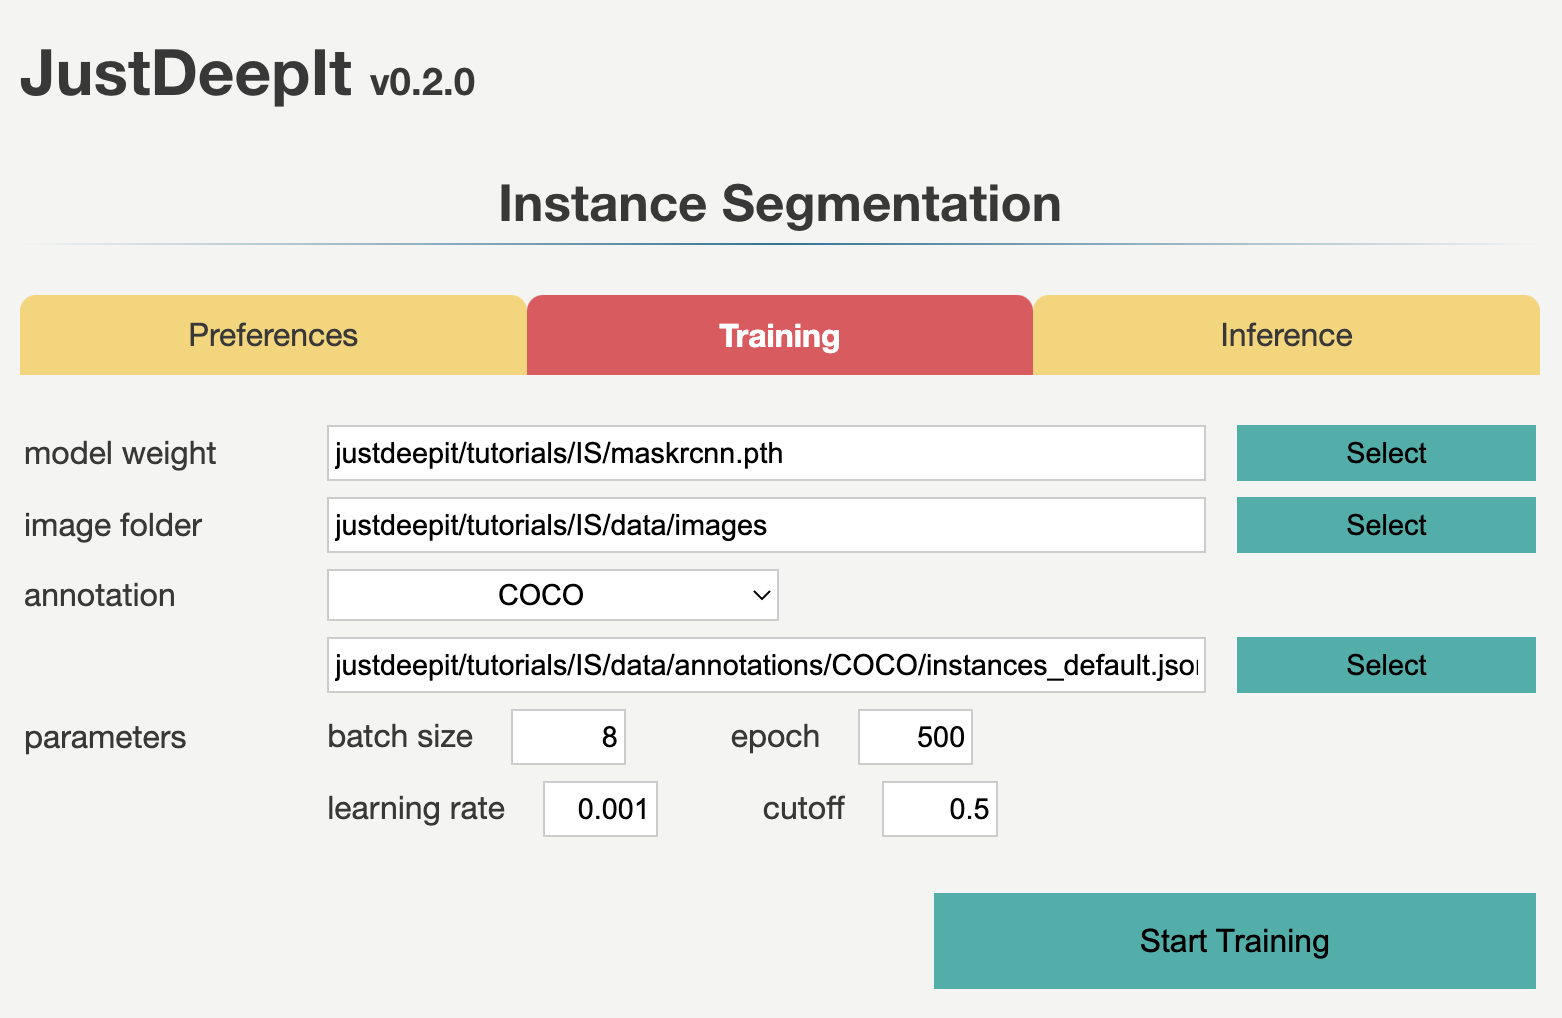 JustDeepIt v0.2.0
Instance Segmentation
Preferences Training Inference
model weight justdeepit/tutorials/IS/maskrcnn.pth Select
image folder justdeepit/tutorials/IS/data/images Select
annotation COCO
justdeepit/tutorials/IS/data/annotations/COCO/instances_default.jso Select
parameters batch size 8 epoch 500
learning rate 0.001 cutoff 0.5
Start Training